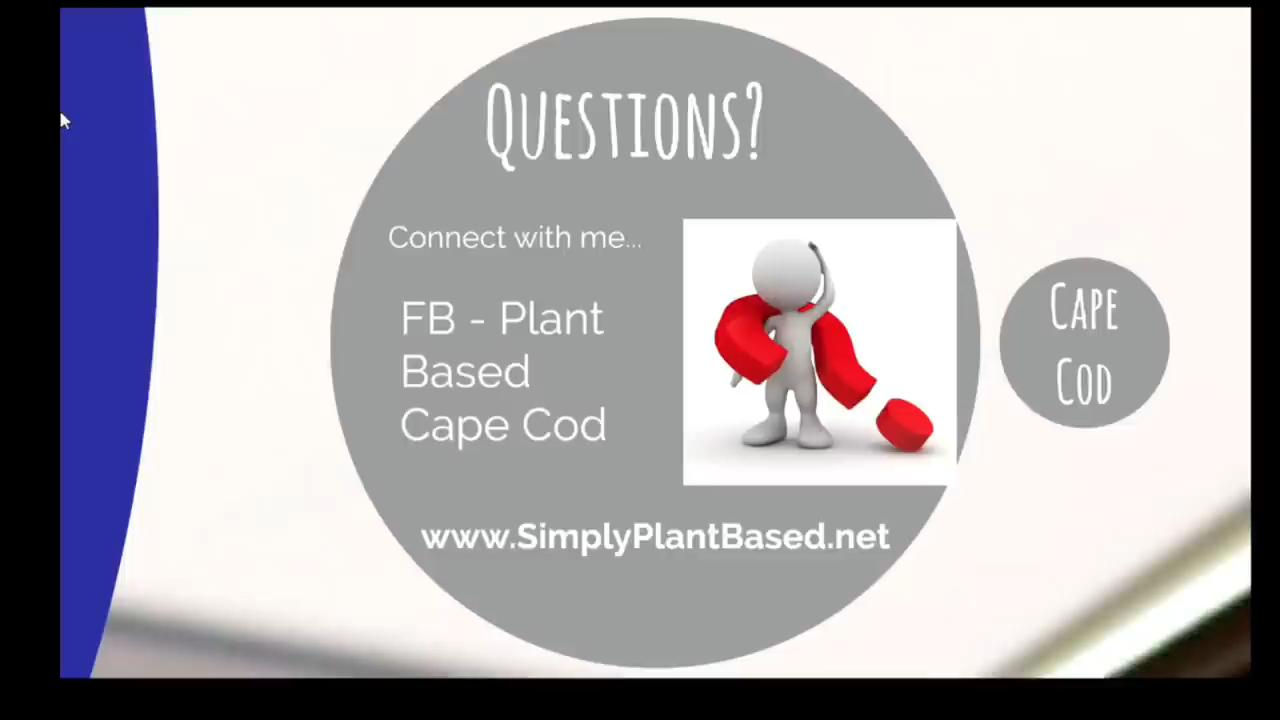 QUESTIONS?
Connect with me...
FB - Plant
Based
Cape Cod
www.SimplyPlantBased.net
CAPE
COD